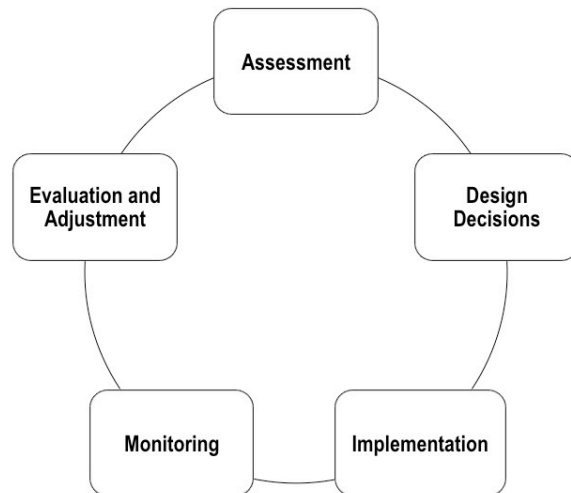 Assessment
Design
Decisions
Implementation
Monitoring
Evaluation and
Adjustment